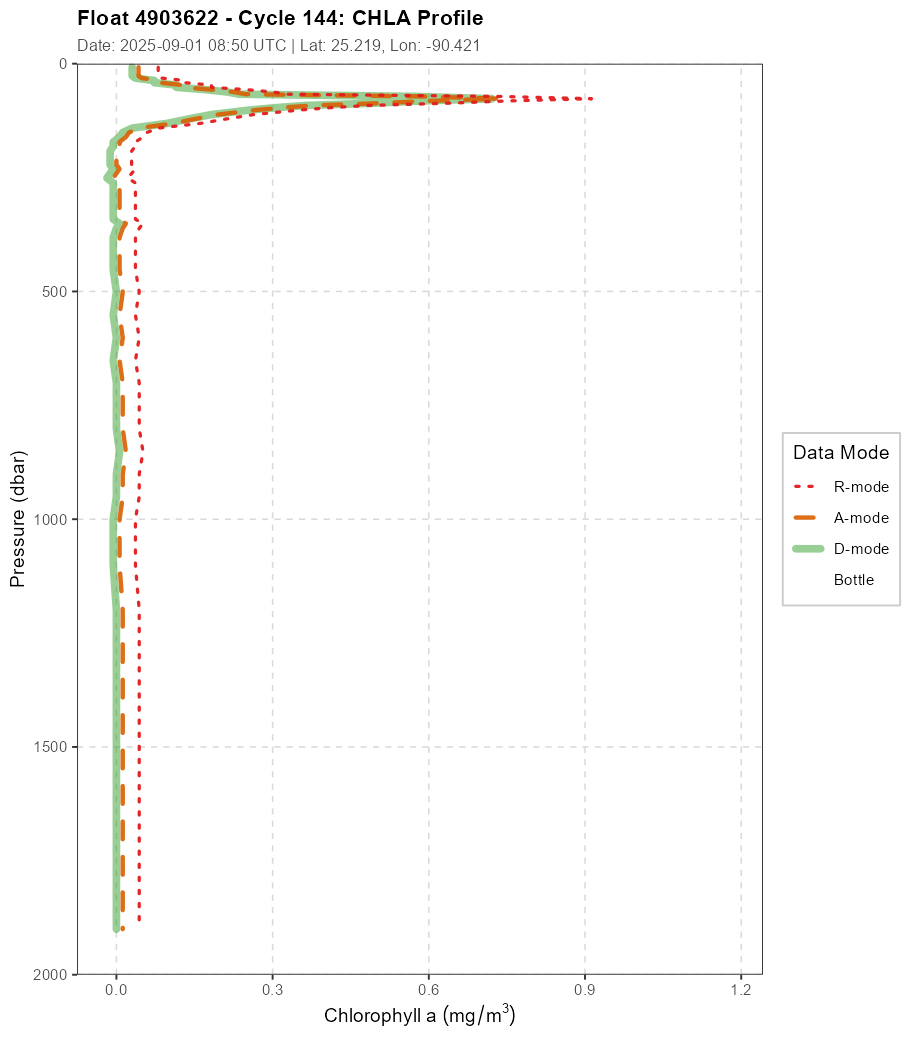 Float 4903622 - Cycle 144: CHLA Profile
Date: 2025-09-01 08:50 UTC | Lat: 25.219, Lon: -90.421
0
500
1000
1500
2000
Pressure (dbar)
0.0 0.3 0.6 0.9 1.2
Chlorophyll a (mg/m³)
Data Mode
R-mode
A-mode
D-mode
Bottle